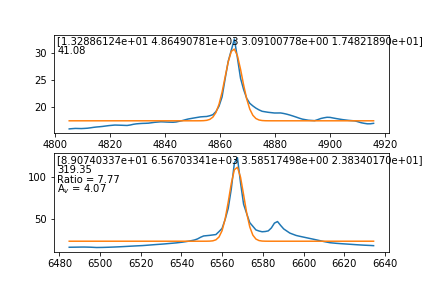 [1.32886124e+01 4.86490781e+03 3.09100778e+00 1.74821890e+01]
41.08
30
20
4800 4820 4840 4860 4880 4900 4920
[8.90740337e+01 6.56703341e+03 3.58517498e+00 2.38340170e+01]
319.35
Ratio = 7.77
Aν = 4.07
100
50
6480 6500 6520 6540 6560 6580 6600 6620 6640